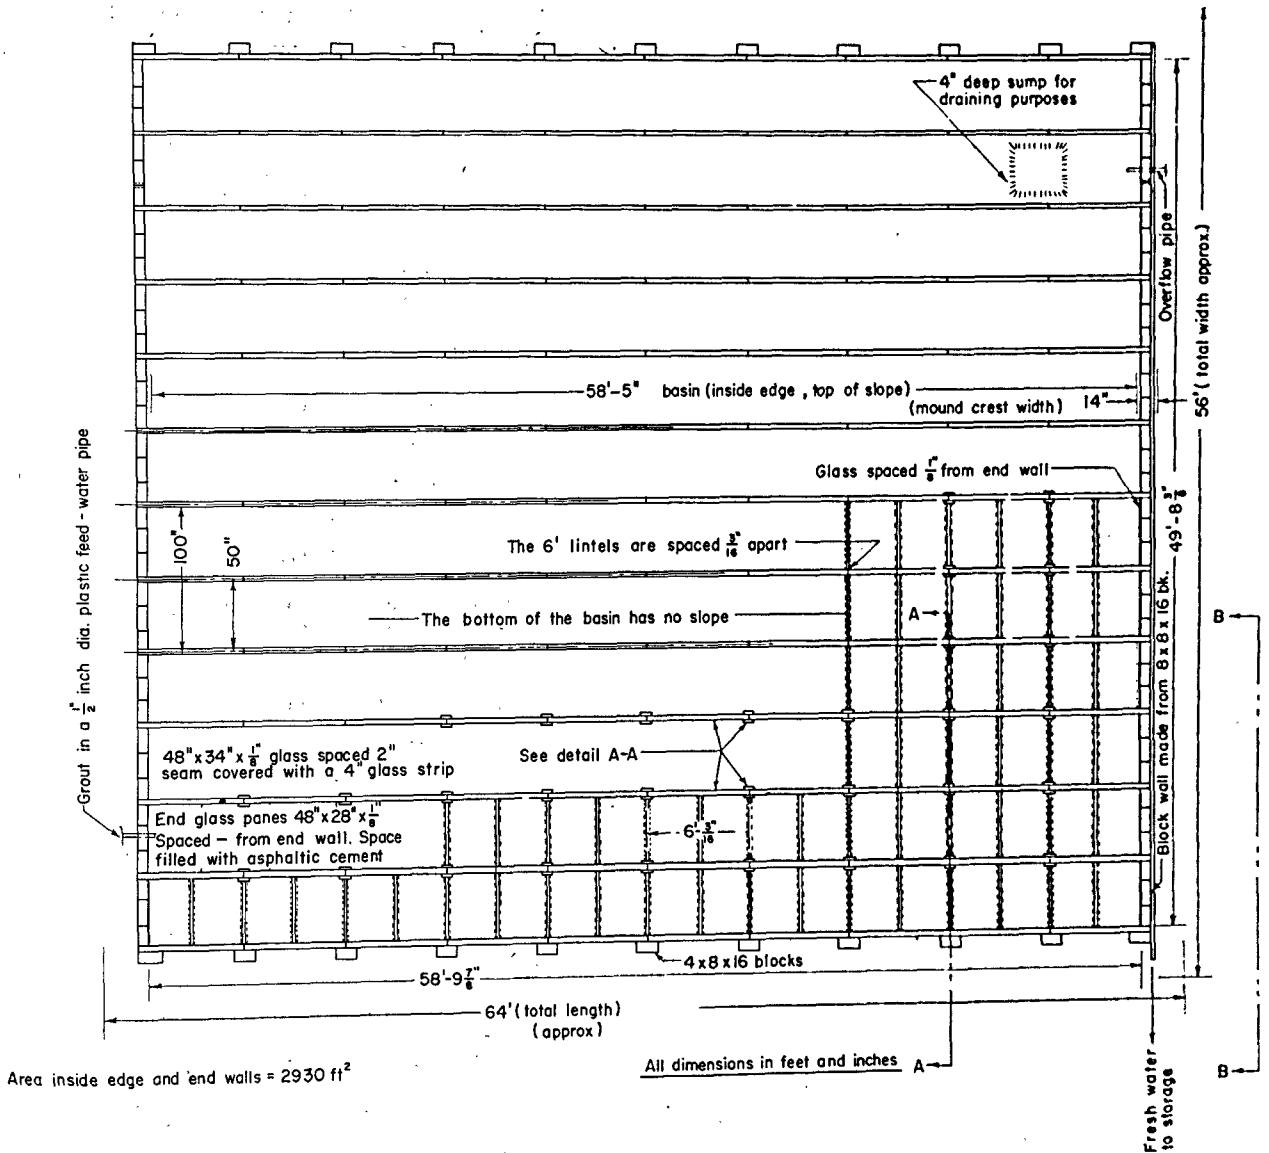 4" deep sump for
draining purposes
Overflow pipe
56' (total width approx.)
58'-5" basin (inside edge, top of slope)
(mound crest width) 14"
Glass spaced 1/8" from end wall
49'-8 3/8"
Block wall made from 8 x 8 x 16 bk.
Grout in a 1/2" inch dia. plastic feed-water pipe
100"
50"
The 6' lintels are spaced 3/16" apart
The bottom of the basin has no slope
A
B
48" x 34" x 1/8" glass spaced 2"
seam covered with a 4" glass strip
See detail A-A
End glass panes 48" x 28" x 1/8"
Spaced - from end wall. Space
filled with asphaltic cement
6'-3/16"
4 x 8 x 16 blocks
58'-9 7/8"
64' (total length)
(approx)
All dimensions in feet and inches
A
B
Area inside edge and end walls = 2930 ft²
Fresh water
to storage